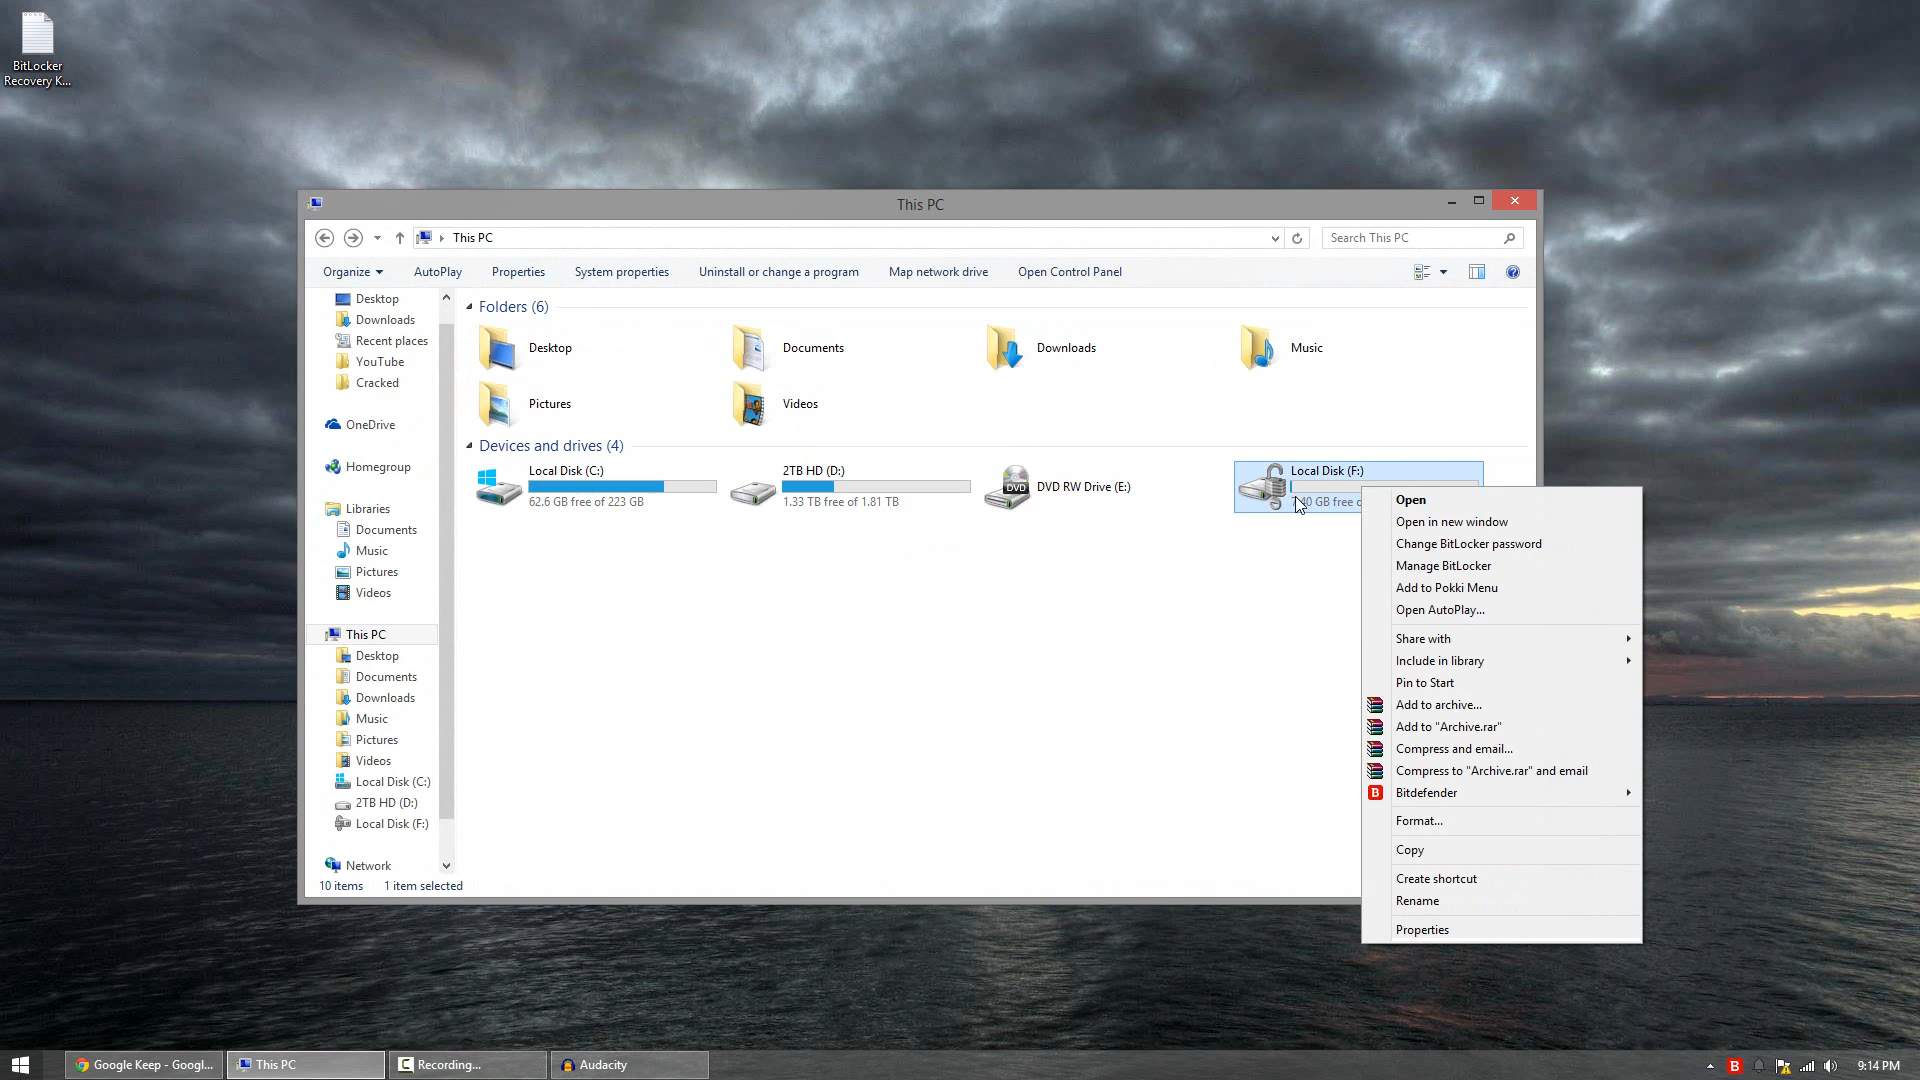 BitLocker
Recovery K...
This PC
This PC
Search This PC
Organize
AutoPlay
Properties
System properties
Uninstall or change a program
Map network drive
Open Control Panel
Desktop
Downloads
Recent places
YouTube
Cracked
OneDrive
Homegroup
Libraries
Documents
Music
Pictures
Videos
This PC
Desktop
Documents
Downloads
Music
Pictures
Videos
Local Disk (C:)
2TB HD (D:)
Local Disk (F:)
Network
Folders (6)
Desktop
Documents
Downloads
Music
Pictures
Videos
Devices and drives (4)
Local Disk (C:)
62.6 GB free of 223 GB
2TB HD (D:)
1.33 TB free of 1.81 TB
DVD
DVD RW Drive (E:)
Local Disk (F:)
GB free
Open
Open in new window
Change BitLocker password
Manage BitLocker
Add to Pokki Menu
Open AutoPlay...
Share with
Include in library
Pin to Start
Add to archive...
Add to "Archive.rar"
Compress and email...
Compress to "Archive.rar" and email
B Bitdefender
Format...
Copy
Create shortcut
Rename
Properties
10 items
1 item selected
Google Keep - Googl...
This PC
Recording...
Audacity
B
9:14 PM